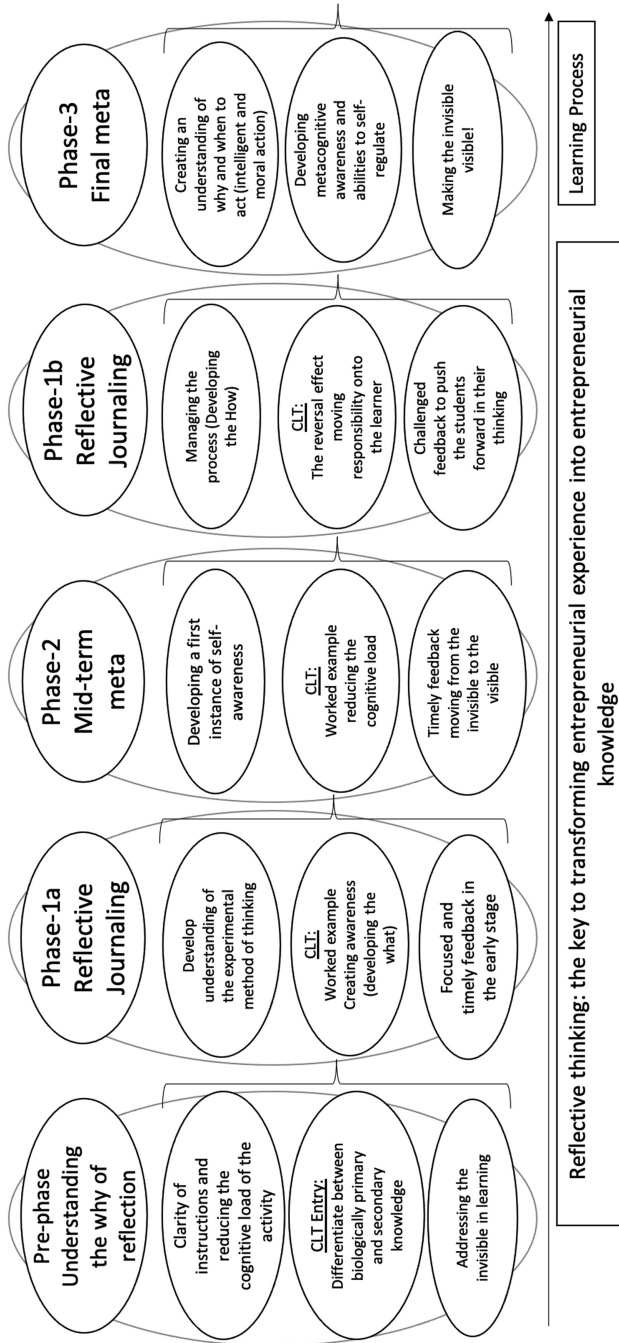 Pre-phase
Understanding
the why of
reflection
Clarity of
instructions and
reducing the
cognitive load of the
activity
CLT Entry:
Differentiate between
biologically primary
and secondary
knowledge
Addressing the
invisible in learning
Phase-1a
Reflective
Journaling
Develop
understanding of
the experimental
method of thinking
CLT:
Worked example
Creating awareness
(developing the
what)
Focused and
timely feedback in
the early stage
Phase-2
Mid-term
meta
Developing a first
instance of self-
awareness
CLT:
Worked example
reducing the
cognitive load
Timely feedback
moving from the
invisible to the
visible
Phase-1b
Reflective
Journaling
Managing the
process (Developing
the How)
CLT:
The reversal effect
moving
responsibility onto
the learner
Challenged
feedback to push
the students
forward in their
thinking
Phase-3
Final meta
Creating an
understanding of
why and when to
act (intelligent and
moral action)
Developing
metacognitive
awareness and
abilities to self-
regulate
Making the invisible
visible!
Reflective thinking: the key to transforming entrepreneurial experience into entrepreneurial
knowledge
Learning Process